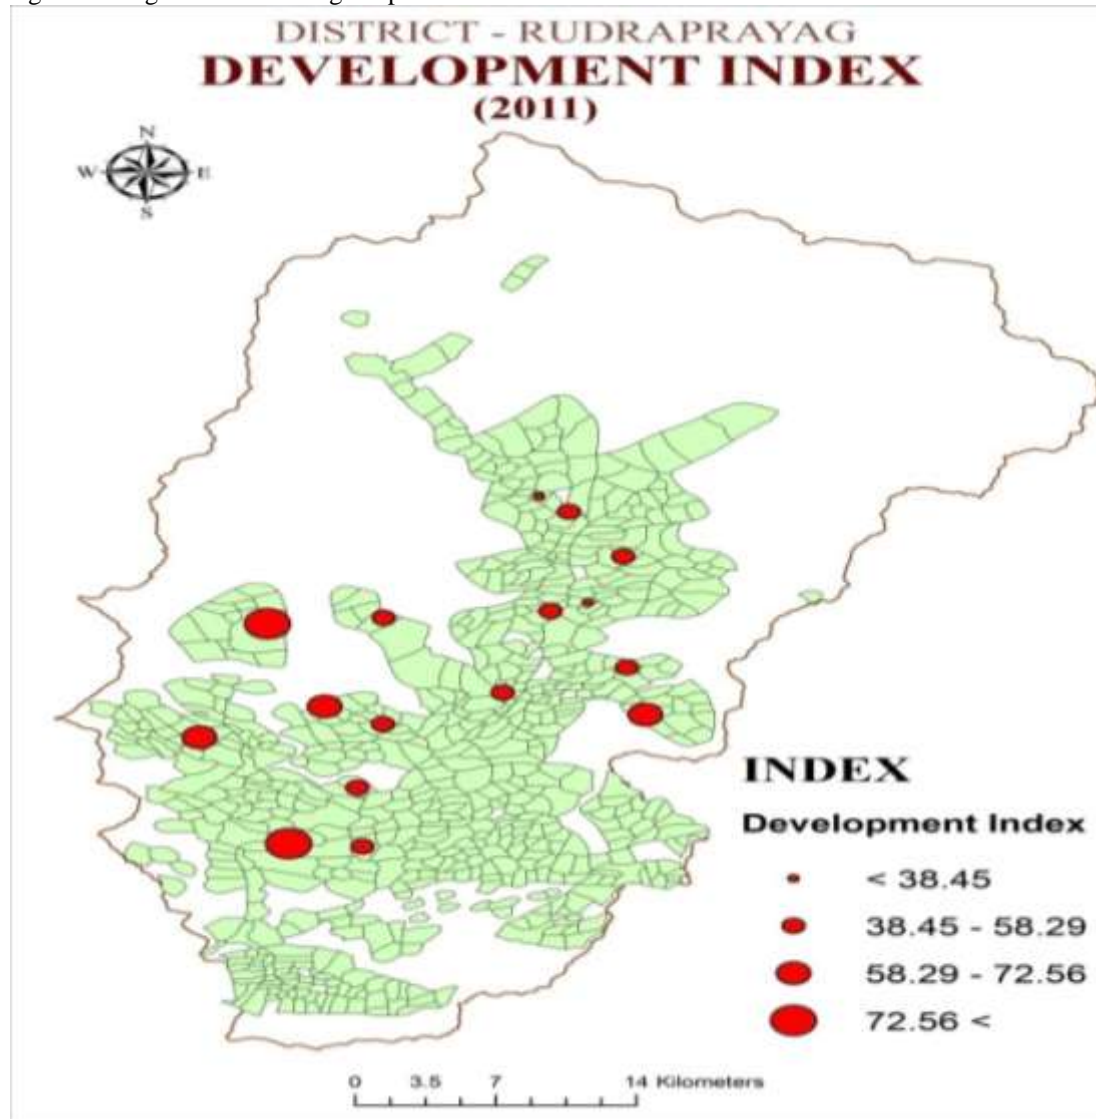 DISTRICT - RUDRAPRAYAG
DEVELOPMENT INDEX
(2011)
N
W E
S
INDEX
Development Index
< 38.45
38.45 - 58.29
58.29 - 72.56
72.56 <
0 3.5 7 14 Kilometers